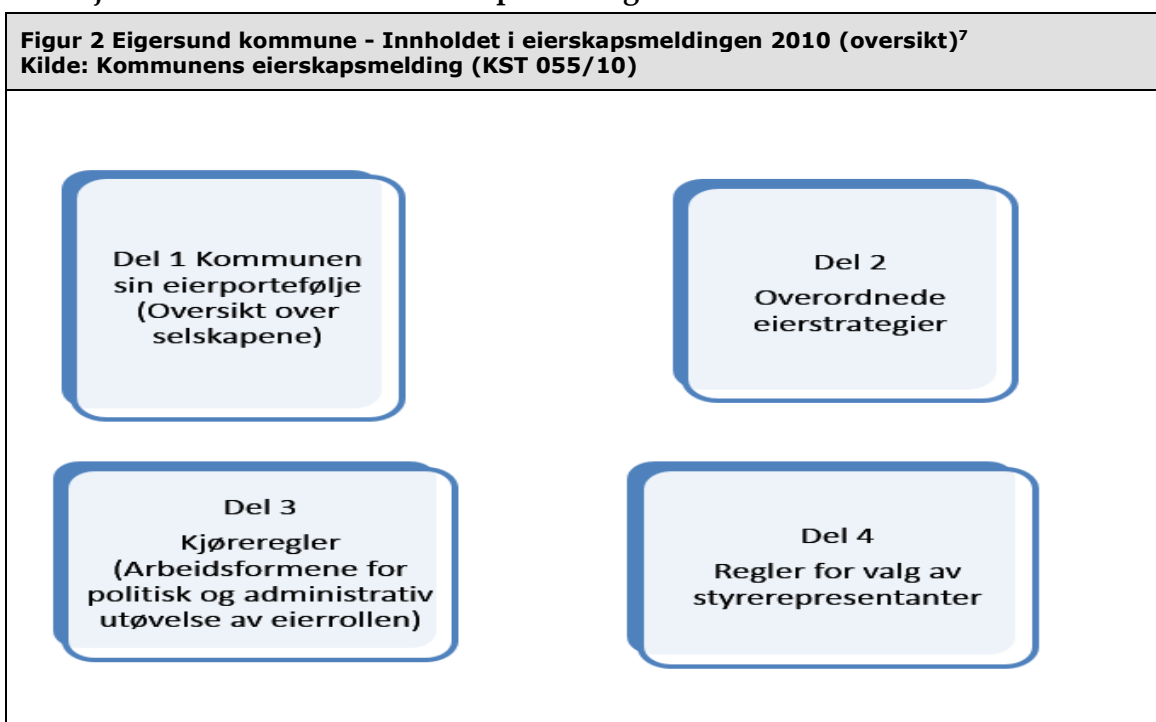 Figur 2 Eigersund kommune - Innholdet i eierskapsmeldingen 2010 (oversikt)7
Kilde: Kommunens eierskapsmelding (KST 055/10)
Del 1 Kommunen
sin eierportefølje
(Oversikt over
selskapene)
Del 2
Overordnede
eierstrategier
Del 3
Kjøreregler
(Arbeidsformene for
politisk og administrativ
utøvelse av eierrollen)
Del 4
Regler for valg av
styrerepresentanter